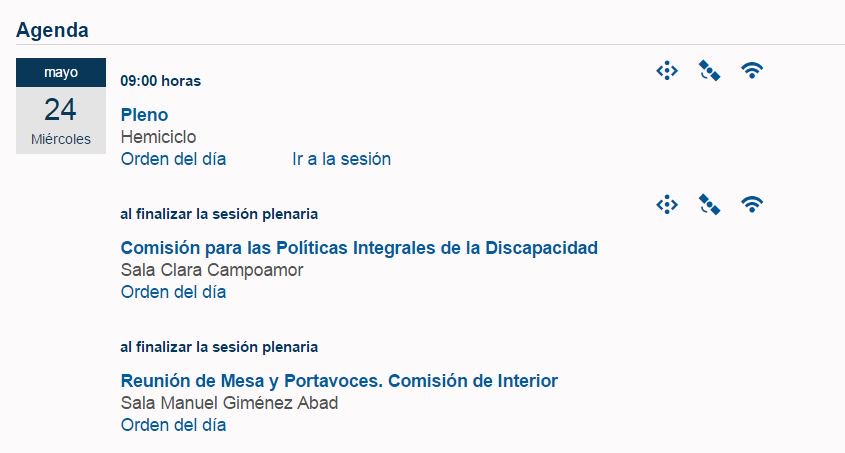 Agenda
mayo
24
Miércoles
09:00 horas
Pleno
Hemiciclo
Orden del día Ir a la sesión
al finalizar la sesión plenaria
Comisión para las Políticas Integrales de la Discapacidad
Sala Clara Campoamor
Orden del día
al finalizar la sesión plenaria
Reunión de Mesa y Portavoces. Comisión de Interior
Sala Manuel Giménez Abad
Orden del día